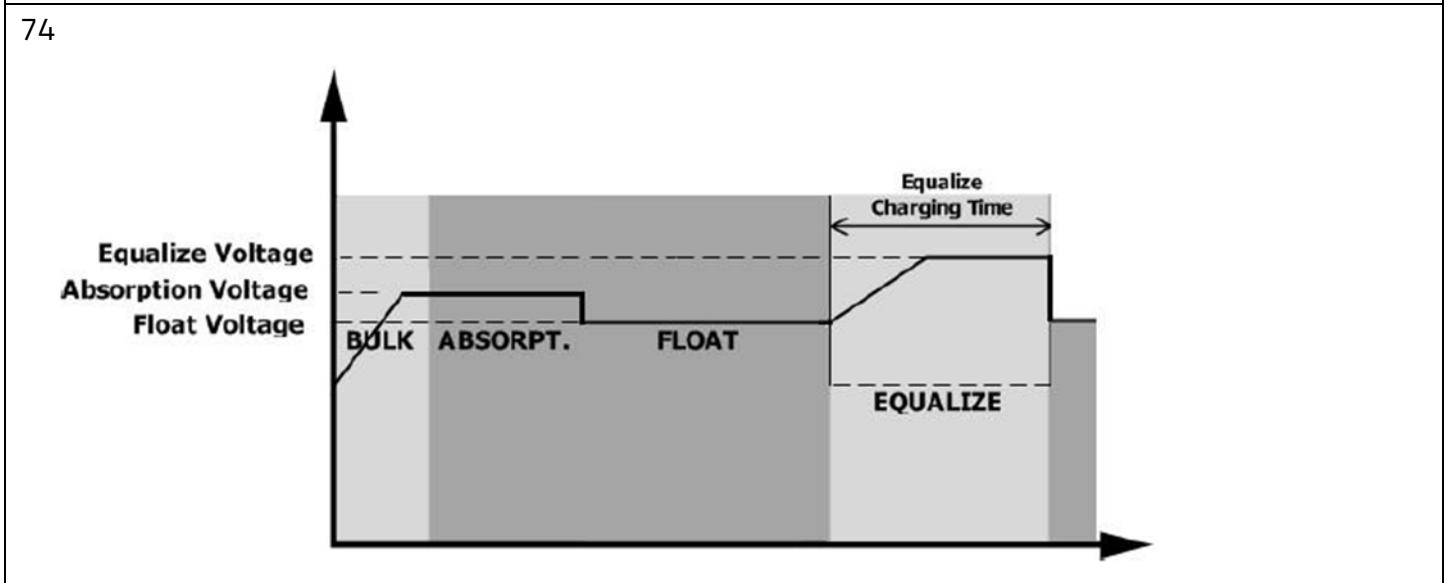 74
Equalize
Charging Time
Equalize Voltage
Absorption Voltage
Float Voltage
BULK ABSORPT. FLOAT
EQUALIZE